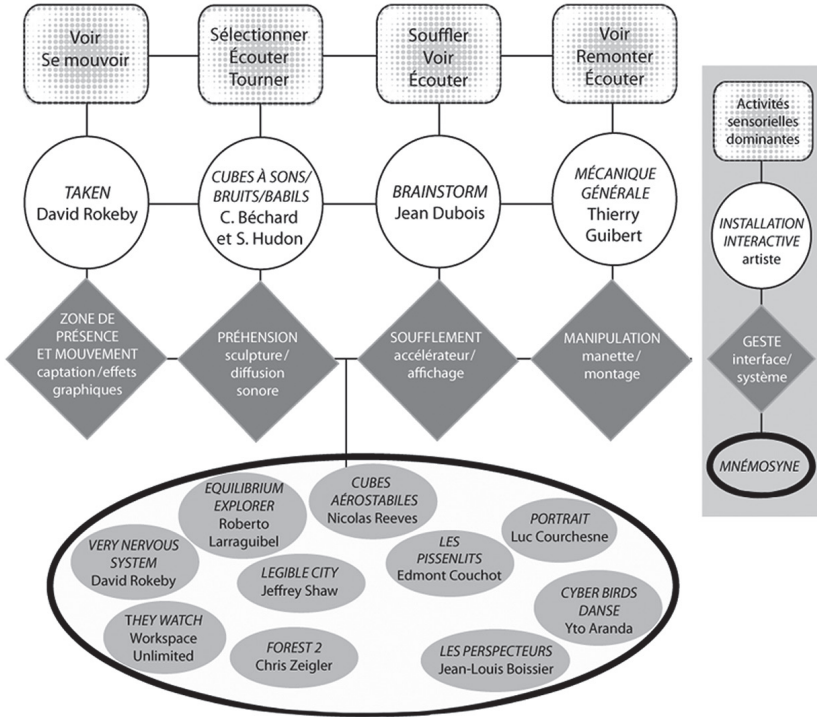 Voir
Se mouvoir
Sélectionner
Écouter
Tourner
Souffler
Voir
Écouter
Voir
Remonter
Écouter
TAKEN
David Rokeby
CUBES À SONS/
BRUITS/BABILS
C. Béchard
et S. Hudon
BRAINSTORM
Jean Dubois
MÉCANIQUE
GÉNÉRALE
Thierry
Guibert
ZONE DE
PRÉSENCE
ET MOUVEMENT
captation/effets
graphiques
PRÉHENSION
sculpture/
diffusion
sonore
SOUFFLEMENT
accélérateur/
affichage
MANIPULATION
manette/
montage
Activités
sensorielles
dominantes
INSTALLATION
INTERACTIVE
artiste
GESTE
interface/
système
MNÉMOSYNE
EQUILIBRIUM
EXPLORER
Roberto
Larraguibel
CUBES
AÉROSTABILES
Nicolas Reeves
PORTRAIT
Luc Courchesne
VERY NERVOUS
SYSTEM
David Rokeby
LEGIBLE CITY
Jeffrey Shaw
LES
PISSENLITS
Edmont Couchot
CYBER BIRDS
DANSE
Yto Aranda
THEY WATCH
Workspace
Unlimited
FOREST 2
Chris Zeigler
LES PERSPECTEURS
Jean-Louis Boissier